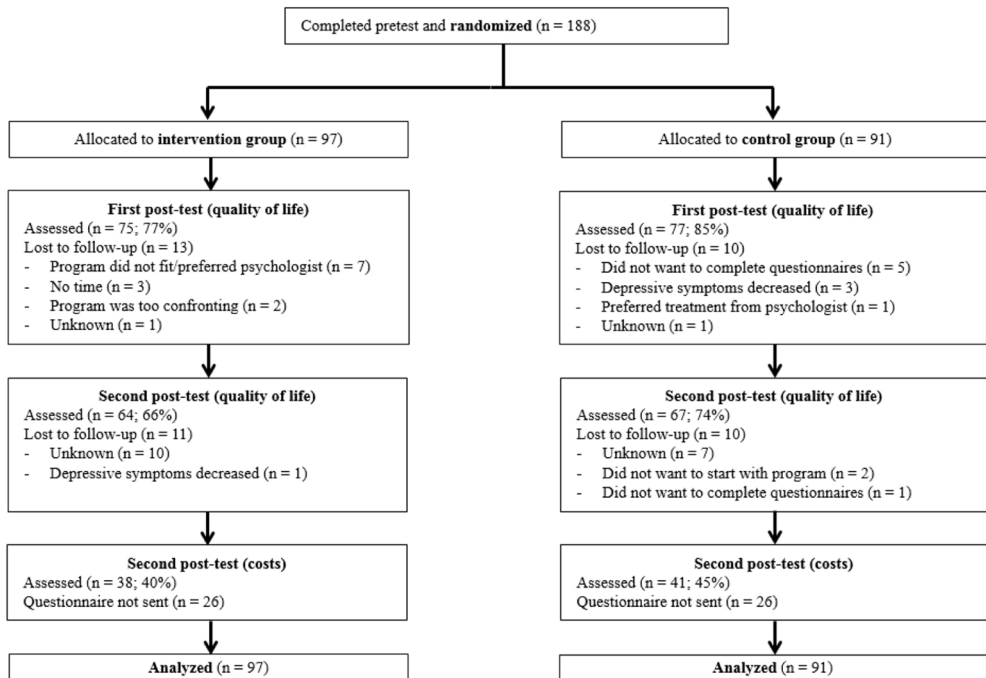 Completed pretest and randomized (n = 188)
Allocated to intervention group (n = 97)
First post-test (quality of life)
Assessed (n = 75; 77%)
Lost to follow-up (n = 13)
- Program did not fit/preferred psychologist (n = 7)
- No time (n = 3)
- Program was too confronting (n = 2)
- Unknown (n = 1)
Second post-test (quality of life)
Assessed (n = 64; 66%)
Lost to follow-up (n = 11)
- Unknown (n = 10)
- Depressive symptoms decreased (n = 1)
Second post-test (costs)
Assessed (n = 38; 40%)
Questionnaire not sent (n = 26)
Analyzed (n = 97)
Allocated to control group (n = 91)
First post-test (quality of life)
Assessed (n = 77; 85%)
Lost to follow-up (n = 10)
- Did not want to complete questionnaires (n = 5)
- Depressive symptoms decreased (n = 3)
- Preferred treatment from psychologist (n = 1)
- Unknown (n = 1)
Second post-test (quality of life)
Assessed (n = 67; 74%)
Lost to follow-up (n = 10)
- Unknown (n = 7)
- Did not want to start with program (n = 2)
- Did not want to complete questionnaires (n = 1)
Second post-test (costs)
Assessed (n = 41; 45%)
Questionnaire not sent (n = 26)
Analyzed (n = 91)